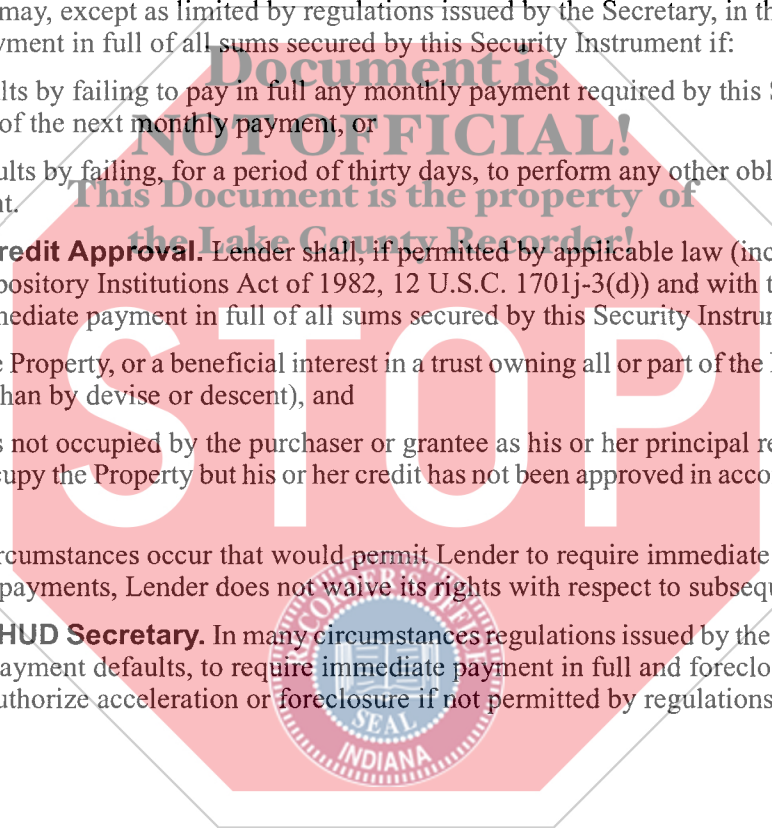 may, except as limited by regulations issued by the Secretary, in th
ment in full of all sums secured by this Security Instrument if:
Document is
lts by failing to pay in full any monthly payment required by this S
of the next monthly payment, or
NOT OFFICIAL!
ults by failing, for a period of thirty days, to perform any other obl
t.
This Document is the property of
the Lake County Recorder!
redit Approval. Lender shall, if permitted by applicable law (inc
pository Institutions Act of 1982, 12 U.S.C. 1701j-3(d)) and with t
mediate payment in full of all sums secured by this Security Instru
STOP
e Property, or a beneficial interest in a trust owning all or part of the
han by devise or descent), and
s not occupied by the purchaser or grantee as his or her principal re
cupy the Property but his or her credit has not been approved in acco
rcumstances occur that would permit Lender to require immediate
payments, Lender does not waive its rights with respect to subsequ
HUD Secretary. In many circumstances regulations issued by the
ayment defaults, to require immediate payment in full and foreclo
uthorize acceleration or foreclosure if not permitted by regulations
RECORDER'S OFFICE
SEAL
INDIANA